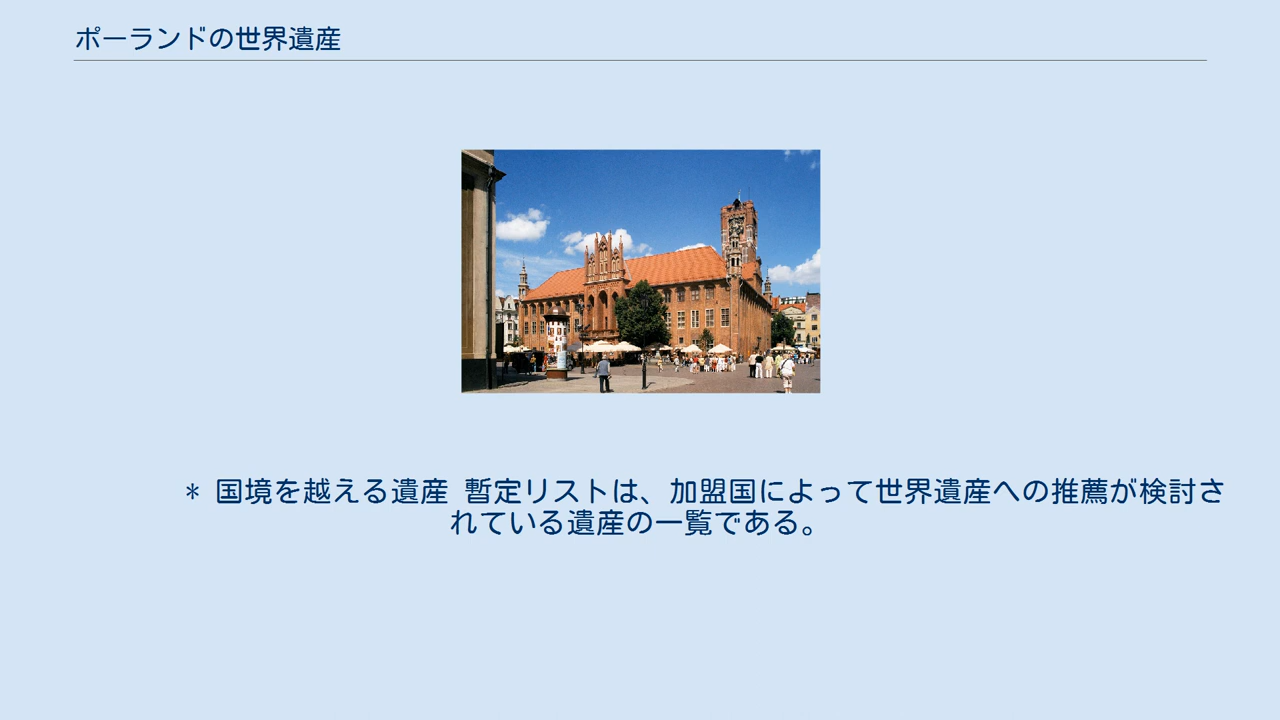 ポーランドの世界遺産
* 国境を越える遺産 暫定リストは、加盟国によって世界遺産への推薦が検討さ
れている遺産の一覧である。